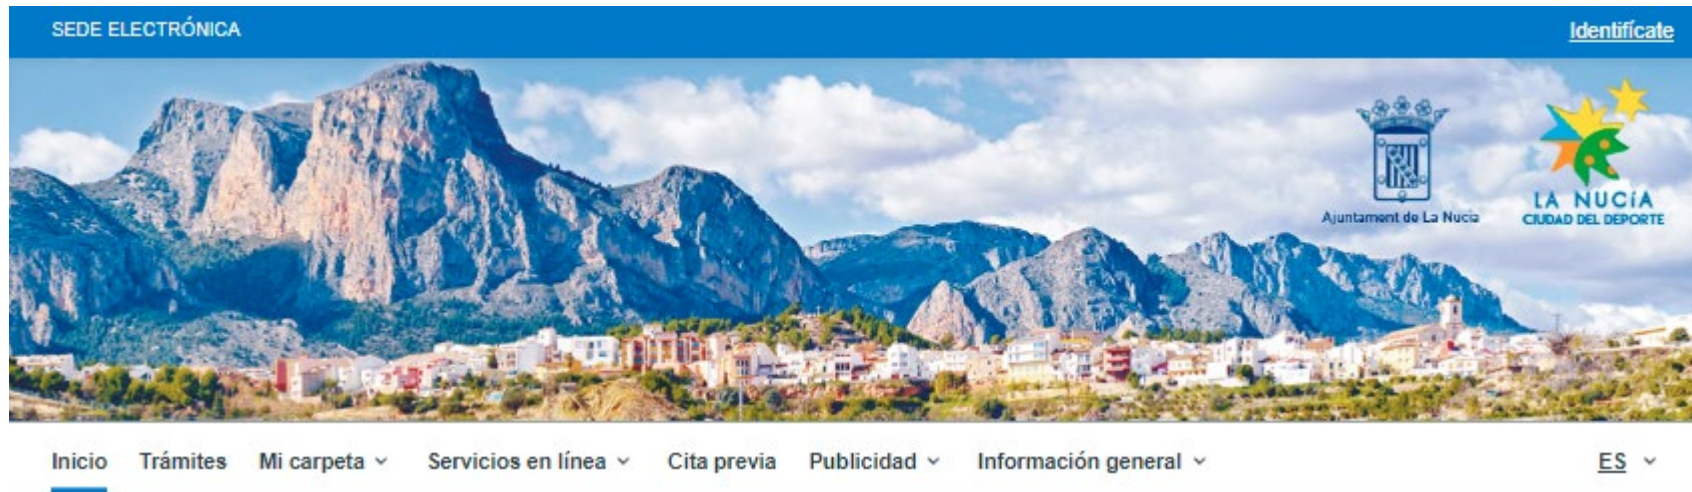 SEDE ELECTRÓNICA
Identifícate
Ajuntament de La Nucia
LA NUCíA
CIUDAD DEL DEPORTE
Inicio Trámites Mi carpeta Servicios en línea Cita previa Publicidad Información general ES